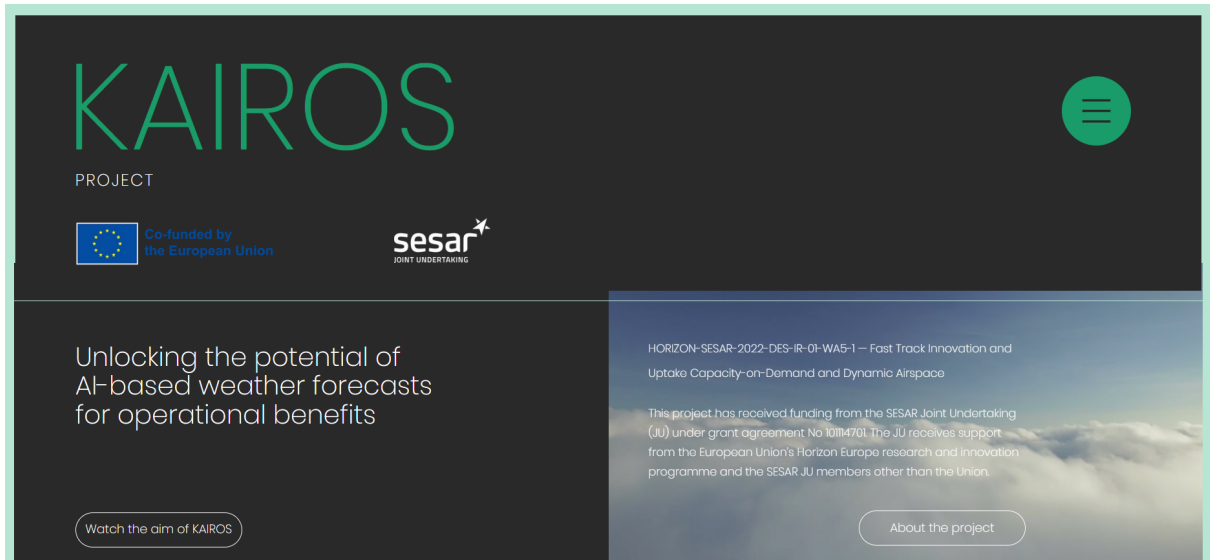 KAIROS
PROJECT
Co-funded by
the European Union
sesar
JOINT UNDERTAKING
Unlocking the potential of
AI-based weather forecasts
for operational benefits
Watch the aim of KAIROS
HORIZON-SESAR-2022-DES-IR-01-WA5-1 — Fast Track Innovation and
Uptake Capacity-on-Demand and Dynamic Airspace
This project has received funding from the SESAR Joint Undertaking
(JU) under grant agreement No 101114701. The JU receives support
from the European Union's Horizon Europe research and innovation
programme and the SESAR JU members other than the Union.
About the project